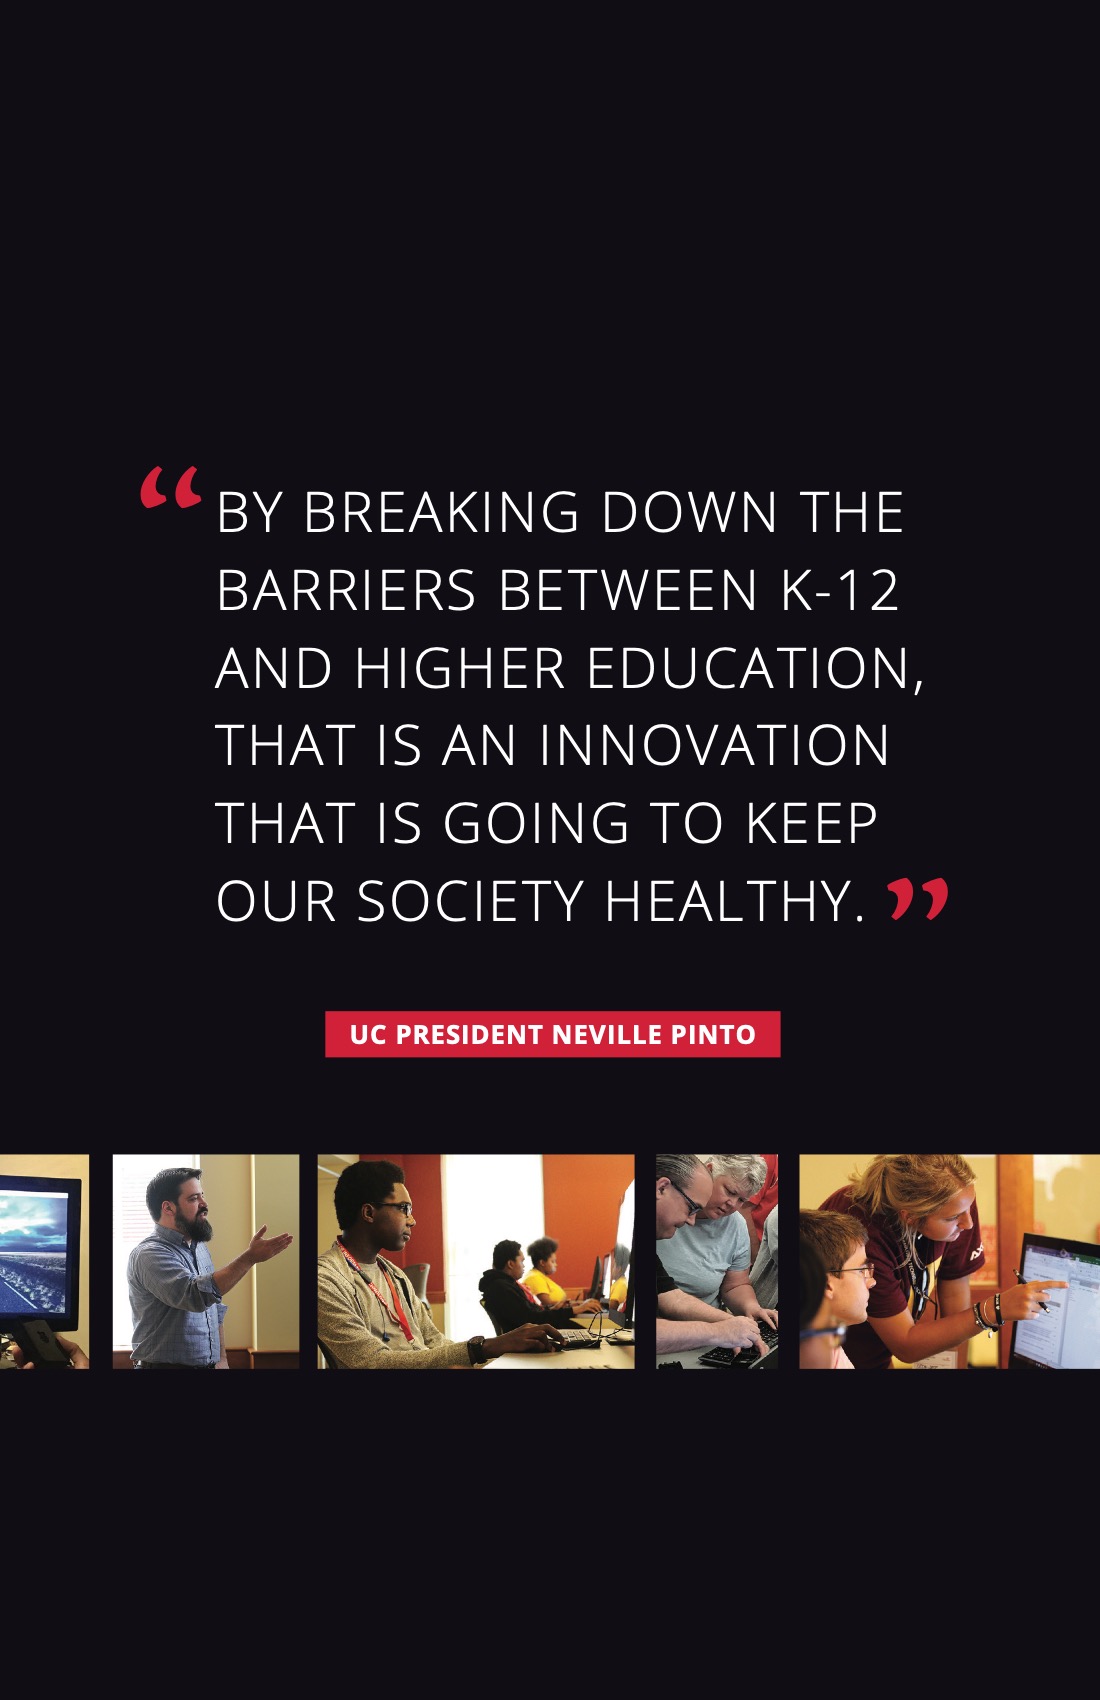 “BY BREAKING DOWN THE
BARRIERS BETWEEN K-12
AND HIGHER EDUCATION,
THAT IS AN INNOVATION
THAT IS GOING TO KEEP
OUR SOCIETY HEALTHY.”
UC PRESIDENT NEVILLE PINTO